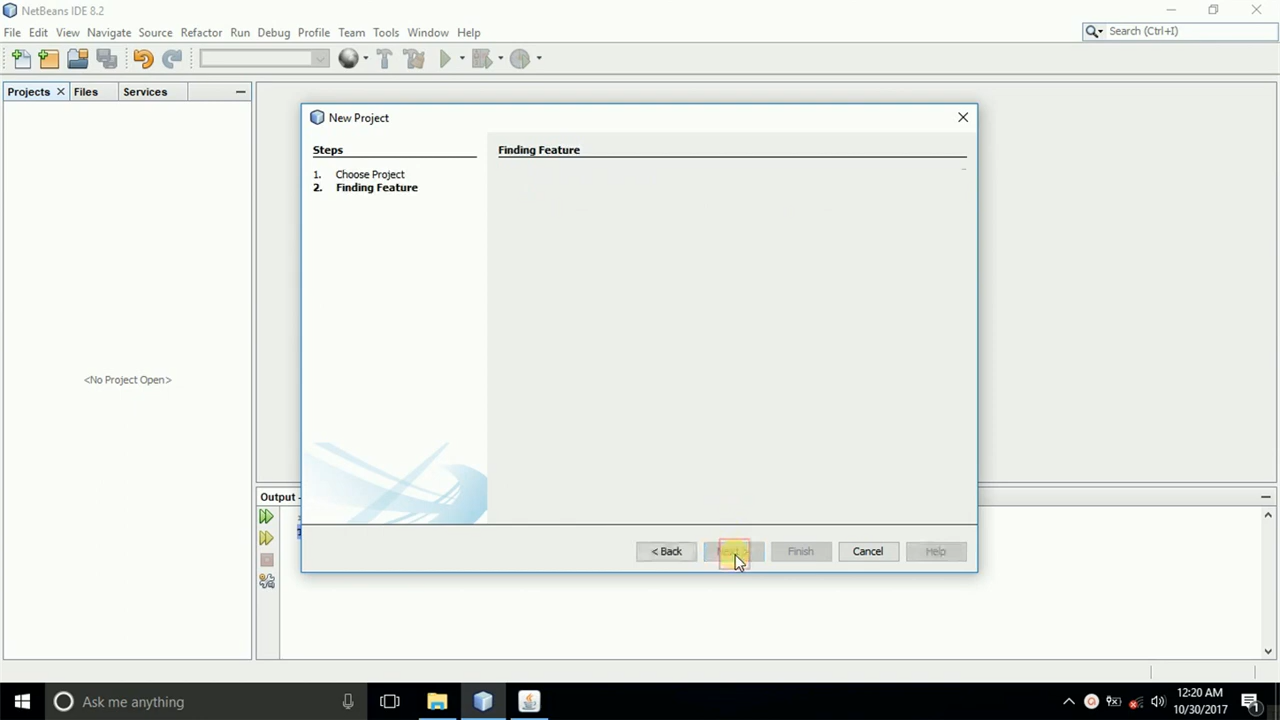 NetBeans IDE 8.2
File Edit View Navigate Source Refactor Run Debug Profile Team Tools Window Help
Search (Ctrl+I)
Projects Files Services
New Project
Steps
1. Choose Project
2. Finding Feature
Finding Feature
<No Project Open>
Output -
< Back Next > Finish Cancel Help
Ask me anything
12:20 AM
10/30/2017
1